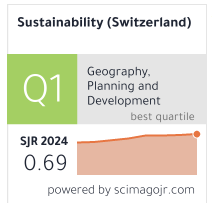 Sustainability (Switzerland)
Q1
Geography,
Planning and
Development
best quartile
SJR 2024
0.69
powered by scimagojr.com